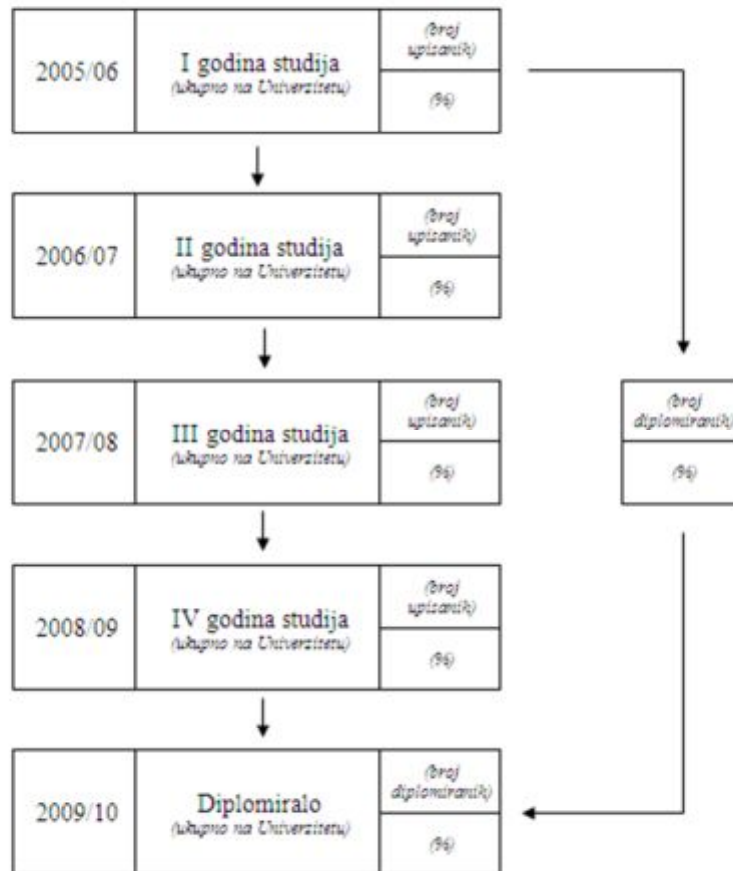 2005/06
I godina studija
(ukupno na Univerzitetu)
(broj
upisanih)
(%)
2006/07
II godina studija
(ukupno na Univerzitetu)
(broj
upisanih)
(%)
2007/08
III godina studija
(ukupno na Univerzitetu)
(broj
upisanih)
(%)
(broj
diplomiranih)
(%)
2008/09
IV godina studija
(ukupno na Univerzitetu)
(broj
upisanih)
(%)
2009/10
Diplomiralo
(ukupno na Univerzitetu)
(broj
diplomiranih)
(%)